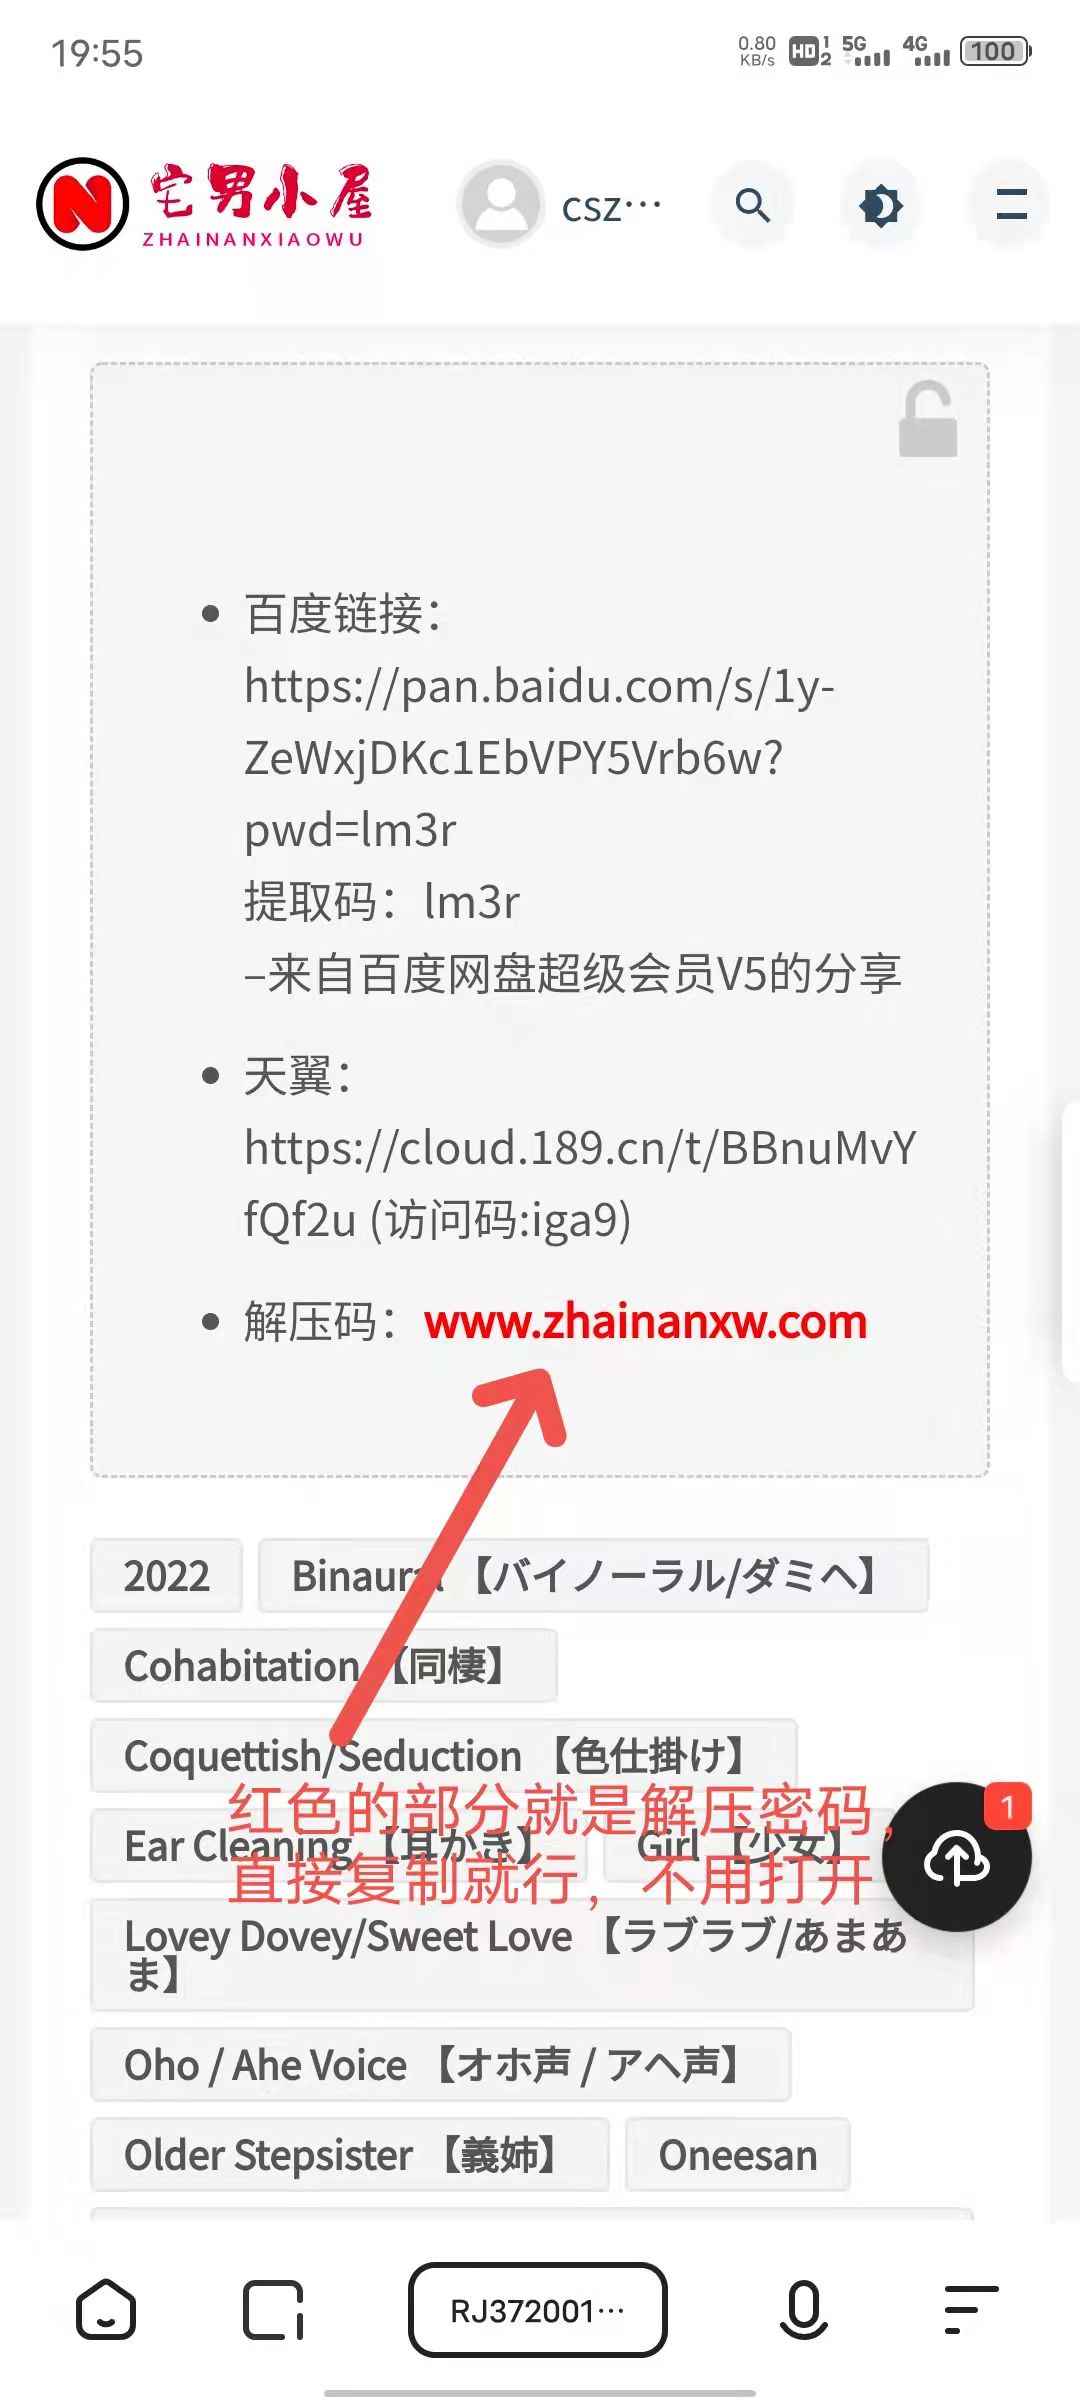 19:55
0.80
KB/s
HD 1 2
5G
4G
100
N
宅男小屋
ZHAINANXIAOWU
csz···
百度链接：
https://pan.baidu.com/s/1y-
ZeWxjDKc1EbVPY5Vrb6w?
pwd=lm3r
提取码：lm3r
–来自百度网盘超级会员V5的分享
天翼：
https://cloud.189.cn/t/BBnuMvY
fQf2u (访问码:iga9)
解压码：www.zhainanxw.com
2022
Binaural 【バイノーラル/ダミヘ】
Cohabitation 【同棲】
Coquettish/Seduction 【色仕掛け】
红色的部分就是解压密码，
Ear Cleaning 【耳かき】
Girl 【少女】
直接复制就行，不用打开
1
Lovey Dovey/Sweet Love 【ラブラブ/あまあ
ま】
Oho / Ahe Voice 【オホ声 / アヘ声】
Older Stepsister 【義姉】
Oneesan
RJ372001···